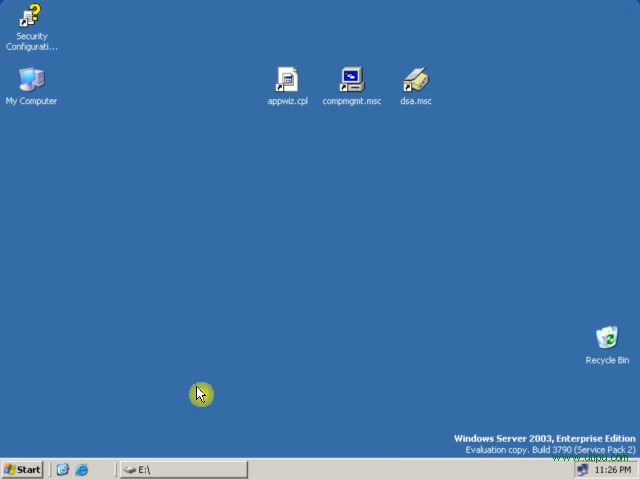 Security
Configurati...
My Computer
appwiz.cpl
compmgmt.msc
dsa.msc
Recycle Bin
Windows Server 2003, Enterprise Edition
Evaluation copy. Build 3790 (Service Pack 2)
Start
E:\
11:26 PM